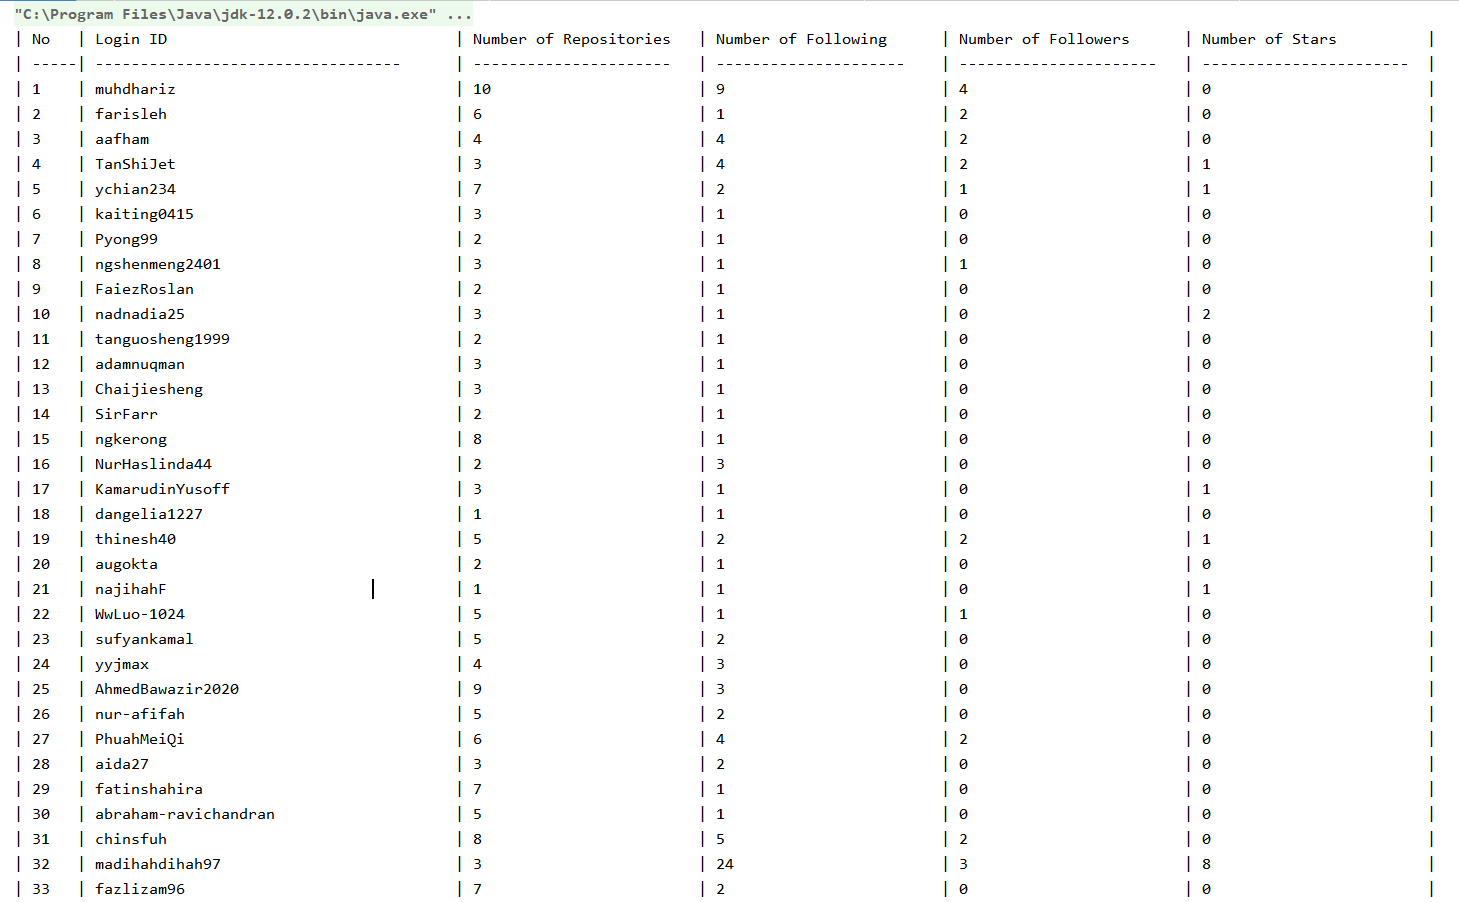 "C:\Program Files\Java\jdk-12.0.2\bin\java.exe" ...
| No | Login ID | Number of Repositories | Number of Following | Number of Followers | Number of Stars |
| -----| ---------------------------------- | ---------------------- | --------------------- | ---------------------- | ----------------------- |
| 1 | muhdhariz | 10 | 9 | 4 | 0 |
| 2 | farisleh | 6 | 1 | 2 | 0 |
| 3 | aafham | 4 | 4 | 2 | 0 |
| 4 | TanShiJet | 3 | 4 | 2 | 1 |
| 5 | ychian234 | 7 | 2 | 1 | 1 |
| 6 | kaiting0415 | 3 | 1 | 0 | 0 |
| 7 | Pyong99 | 2 | 1 | 0 | 0 |
| 8 | ngshenmeng2401 | 3 | 1 | 1 | 0 |
| 9 | FaiezRoslan | 2 | 1 | 0 | 0 |
| 10 | nadnadia25 | 3 | 1 | 0 | 2 |
| 11 | tanguosheng1999 | 2 | 1 | 0 | 0 |
| 12 | adamnuqman | 3 | 1 | 0 | 0 |
| 13 | Chaijiesheng | 3 | 1 | 0 | 0 |
| 14 | SirFarr | 2 | 1 | 0 | 0 |
| 15 | ngkerong | 8 | 1 | 0 | 0 |
| 16 | NurHaslinda44 | 2 | 3 | 0 | 0 |
| 17 | KamarudinYusoff | 3 | 1 | 0 | 1 |
| 18 | dangelia1227 | 1 | 1 | 0 | 0 |
| 19 | thinesh40 | 5 | 2 | 2 | 1 |
| 20 | augokta | 2 | 1 | 0 | 0 |
| 21 | najihahF | 1 | 1 | 0 | 1 |
| 22 | WwLuo-1024 | 5 | 1 | 1 | 0 |
| 23 | sufyankamal | 5 | 2 | 0 | 0 |
| 24 | yyjmax | 4 | 3 | 0 | 0 |
| 25 | AhmedBawazir2020 | 9 | 3 | 0 | 0 |
| 26 | nur-afifah | 5 | 2 | 0 | 0 |
| 27 | PhuahMeiQi | 6 | 4 | 2 | 0 |
| 28 | aida27 | 3 | 2 | 0 | 0 |
| 29 | fatinshahira | 7 | 1 | 0 | 0 |
| 30 | abraham-ravichandran | 5 | 1 | 0 | 0 |
| 31 | chinsfuh | 8 | 5 | 2 | 0 |
| 32 | madihahdihah97 | 3 | 24 | 3 | 8 |
| 33 | fazlizam96 | 7 | 2 | 0 | 0 |